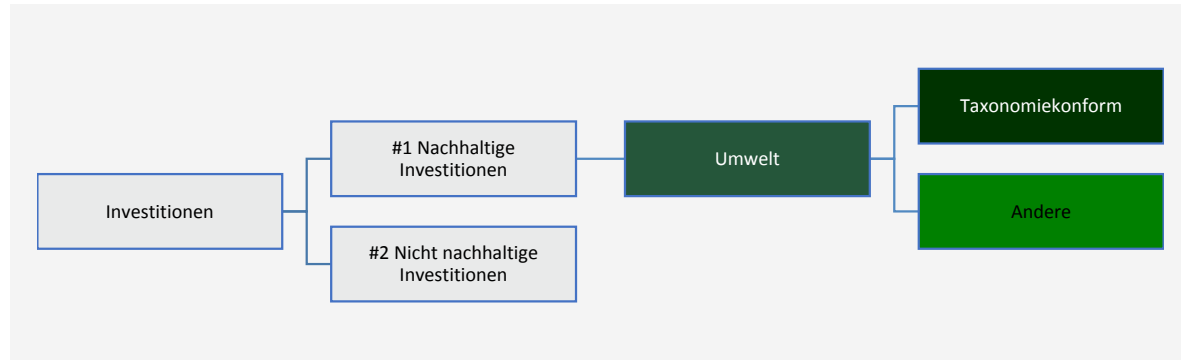 Investitionen
#1 Nachhaltige
Investitionen
#2 Nicht nachhaltige
Investitionen
Umwelt
Taxonomiekonform
Andere